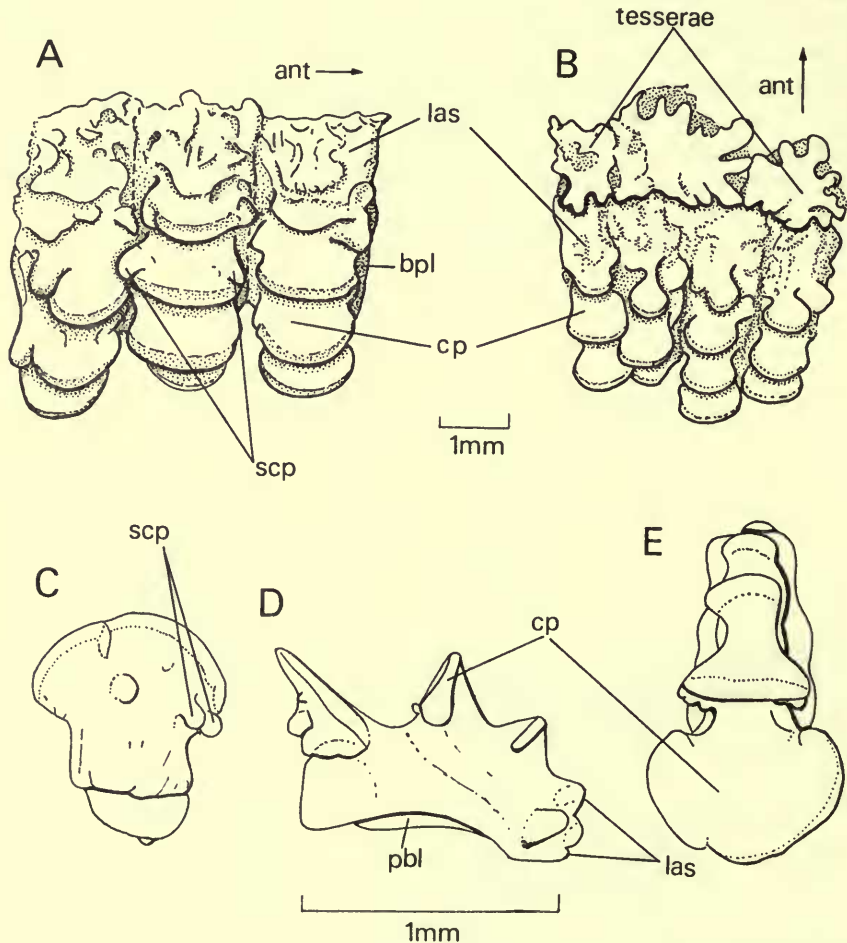 tesserae
A
B
ant
ant
las
bpl
cp
1mm
scp
scp
C
D
E
cp
pbl
las
1mm